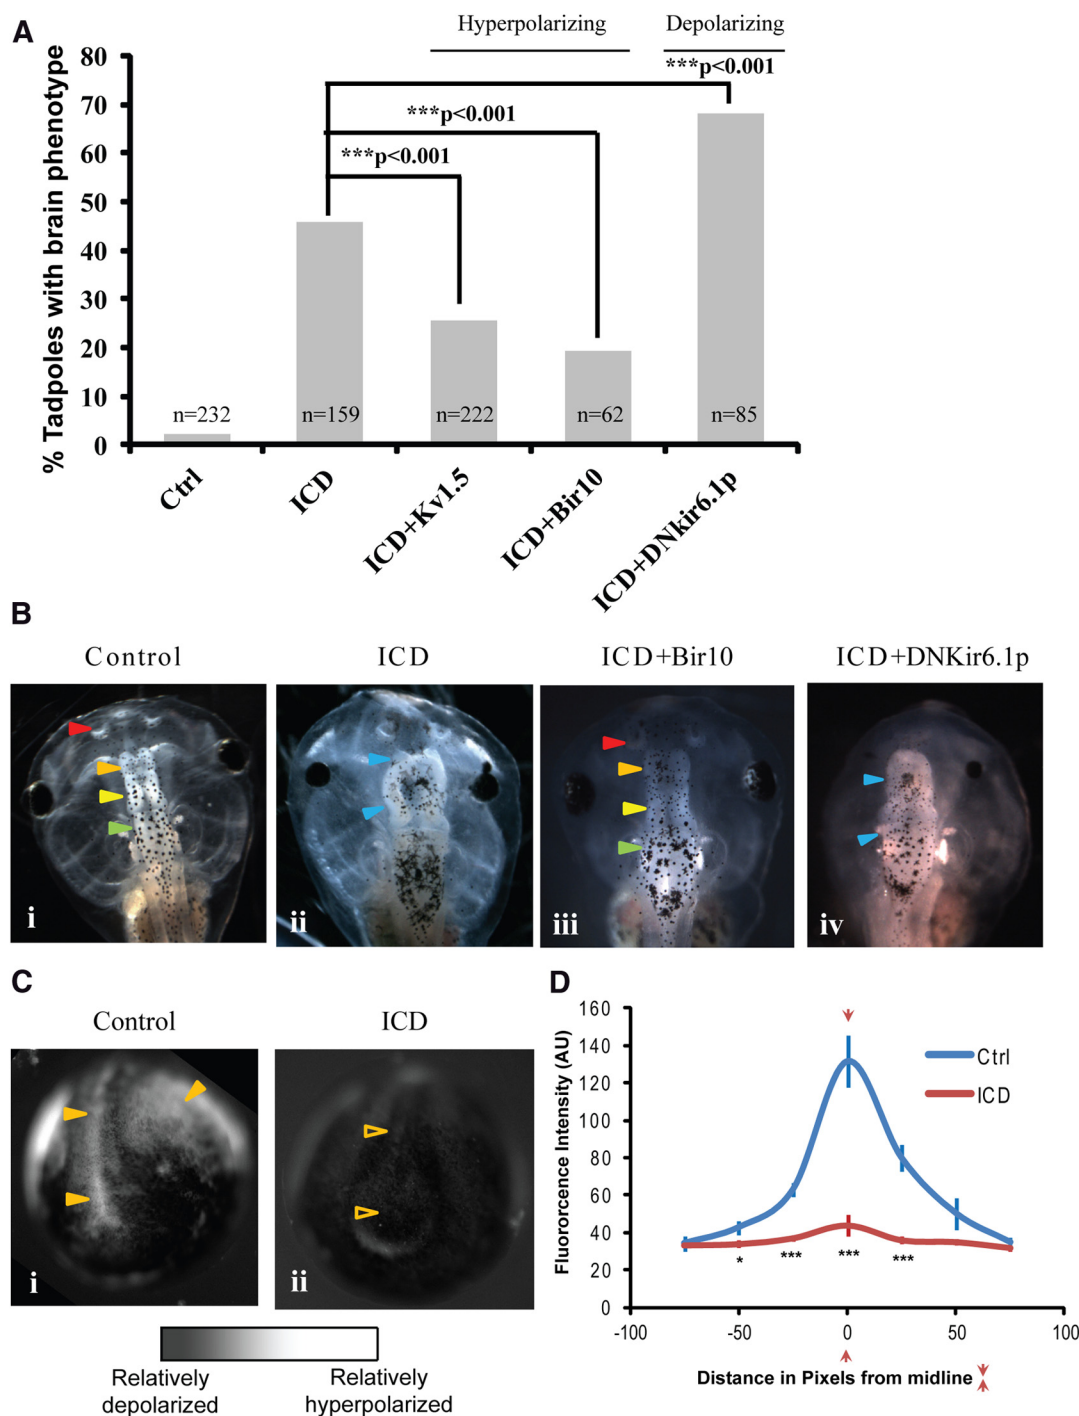 A
Hyperpolarizing
Depolarizing
% Tadpoles with brain phenotype
80
70
60
50
40
30
20
10
0
***p<0.001
***p<0.001
***p<0.001
n=232
n=159
n=222
n=62
n=85
Ctrl
ICD
ICD+Kv1.5
ICD+Bir10
ICD+DNkir6.1p
B
Control
ICD
ICD+Bir10
ICD+DNKir6.1p
i
ii
iii
iv
C
Control
ICD
i
ii
Relatively
depolarized
Relatively
hyperpolarized
D
Fluororcence Intensity (AU)
160
140
120
100
80
60
40
20
0
Ctrl
ICD
*
***
***
***
-100
-50
0
50
100
Distance in Pixels from midline